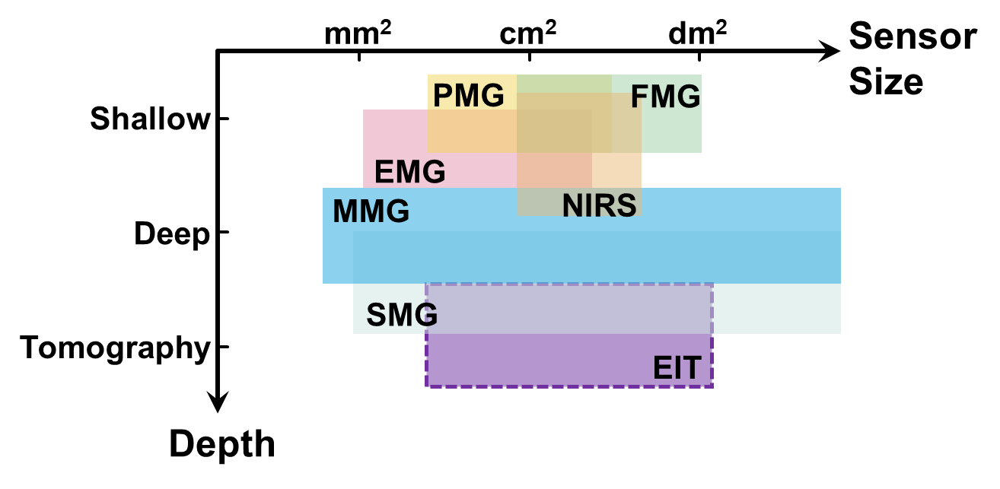 mm²
cm²
dm²
Sensor
Size
PMG
FMG
Shallow
EMG
MMG
NIRS
Deep
SMG
Tomography
EIT
Depth